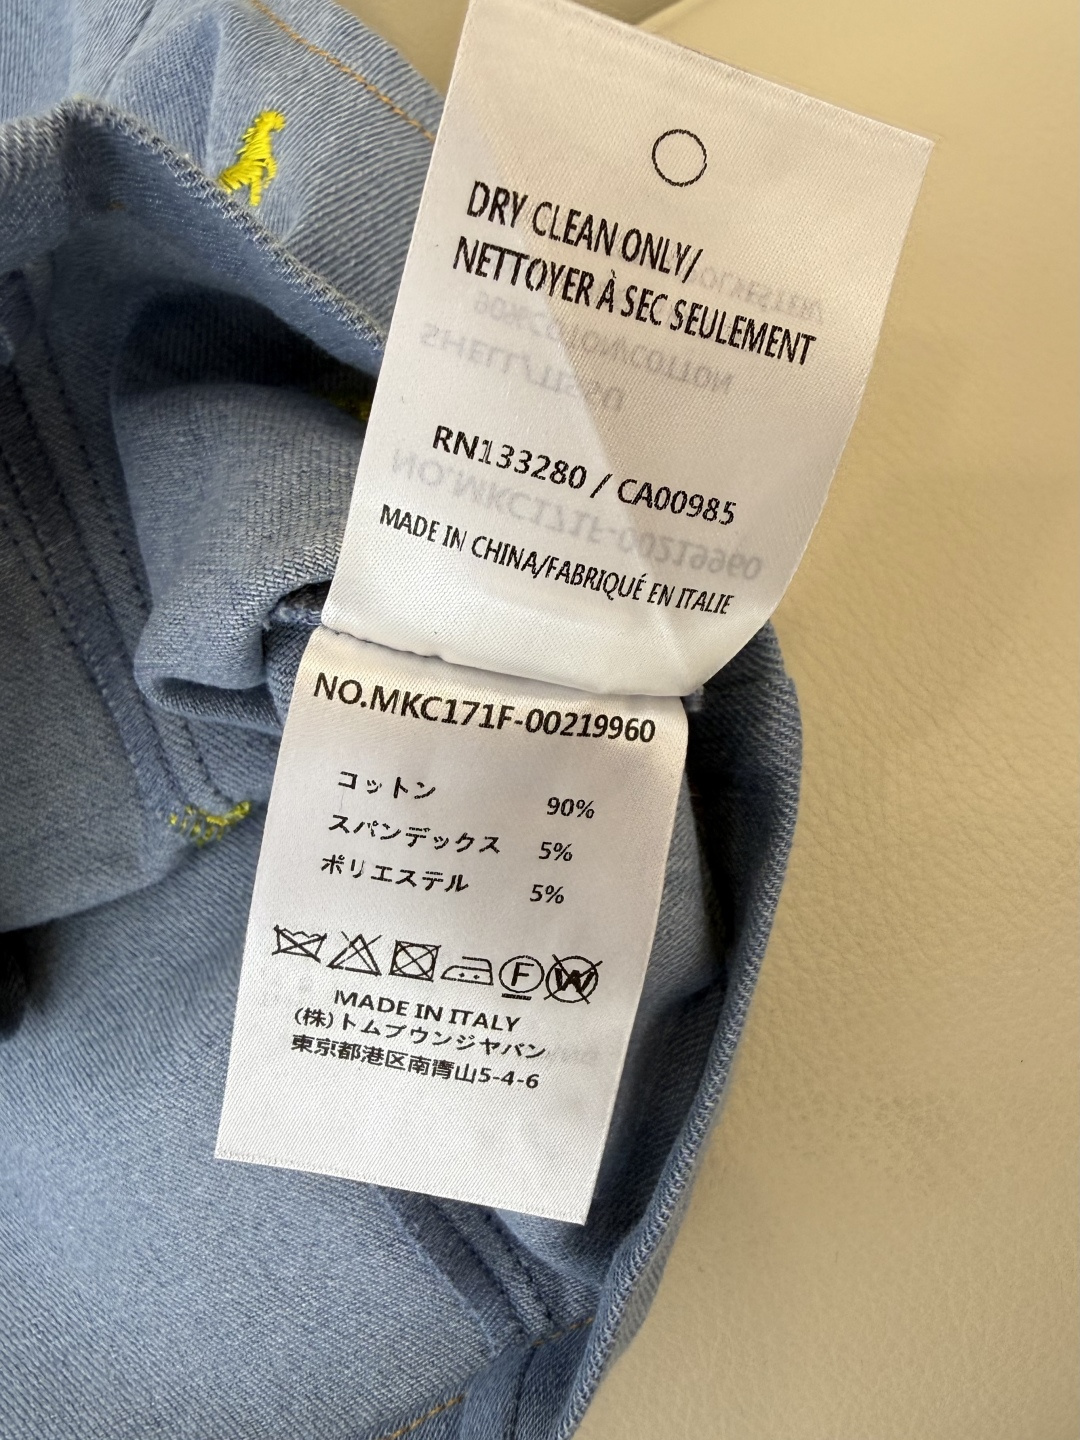 DRY CLEAN ONLY/
NETTOYER À SEC SEULEMENT
RN133280 / CA00985
MADE IN CHINA/FABRIQUÉ EN ITALIE
NO.MKC171F-00219960
コットン 90%
スパンデックス 5%
ポリエステル 5%
F W
MADE IN ITALY
(株)トムブウンジヤバン
東京都港区南青山5-4-6